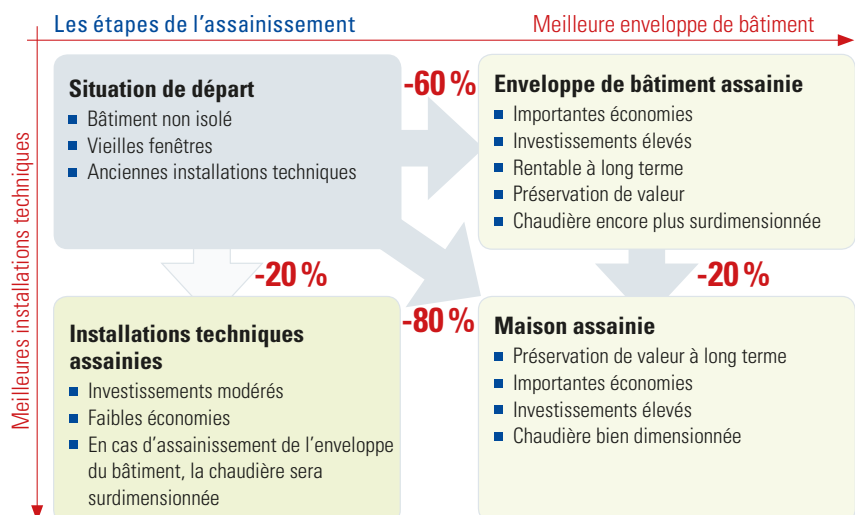 Les étapes de l'assainissement
Meilleure enveloppe de bâtiment
Meilleures installations techniques
Situation de départ
Bâtiment non isolé
Vieilles fenêtres
Anciennes installations techniques
-60 %
Enveloppe de bâtiment assainie
Importantes économies
Investissements élevés
Rentable à long terme
Préservation de valeur
Chaudière encore plus surdimensionnée
-20 %
-80 %
-20 %
Installations techniques
assainies
Investissements modérés
Faibles économies
En cas d'assainissement de l'enveloppe
du bâtiment, la chaudière sera
surdimensionnée
Maison assainie
Préservation de valeur à long terme
Importantes économies
Investissements élevés
Chaudière bien dimensionnée